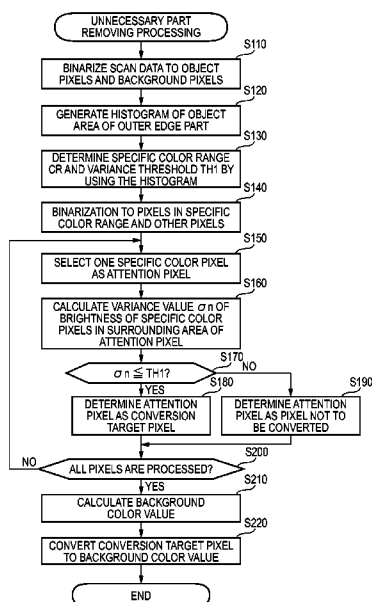 UNNECESSARY PART
REMOVING PROCESSING
S110
BINARIZE SCAN DATA TO OBJECT
PIXELS AND BACKGROUND PIXELS
S120
GENERATE HISTOGRAM OF OBJECT
AREA OF OUTER EDGE PART
S130
DETERMINE SPECIFIC COLOR RANGE
CR AND VARIANCE THRESHOLD TH1 BY
USING THE HISTOGRAM
S140
BINARIZATION TO PIXELS IN SPECIFIC
COLOR RANGE AND OTHER PIXELS
S150
SELECT ONE SPECIFIC COLOR PIXEL
AS ATTENTION PIXEL
S160
CALCULATE VARIANCE VALUE σn OF
BRIGHTNESS OF SPECIFIC COLOR
PIXELS IN SURROUNDING AREA OF
ATTENTION PIXEL
S170
σn ≦ TH1?
NO
YES
S180
DETERMINE ATTENTION
PIXEL AS CONVERSION
TARGET PIXEL
S190
DETERMINE ATTENTION
PIXEL AS PIXEL NOT TO
BE CONVERTED
S200
NO
ALL PIXELS ARE PROCESSED?
YES
S210
CALCULATE BACKGROUND
COLOR VALUE
S220
CONVERT CONVERSION TARGET PIXEL
TO BACKGROUND COLOR VALUE
END